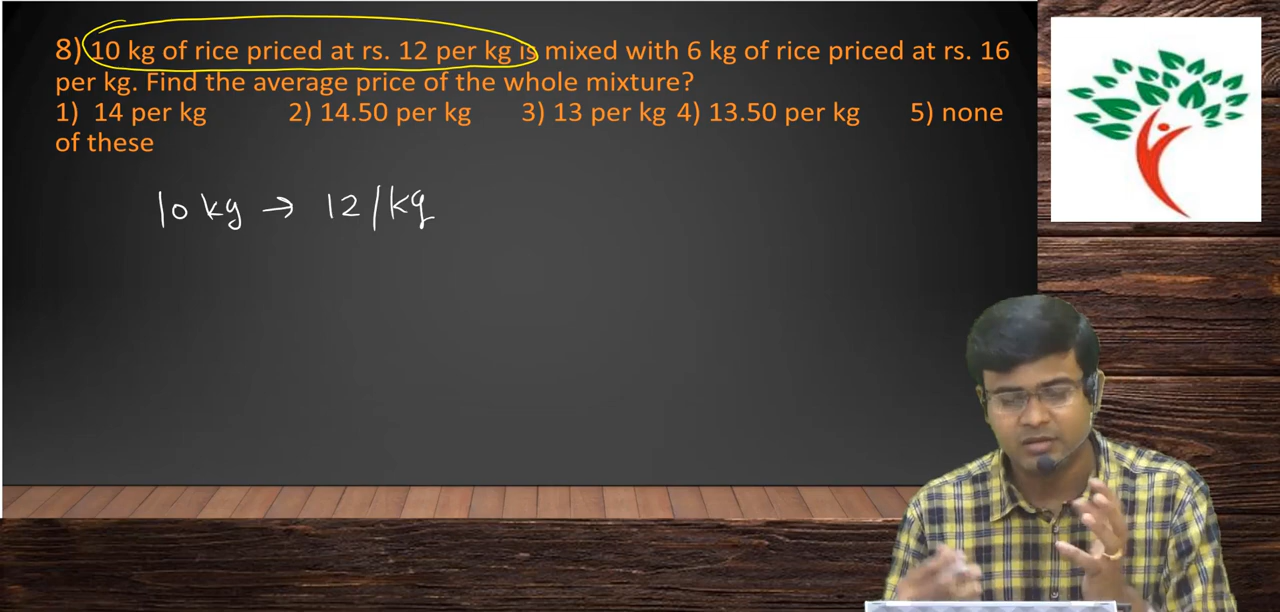 8) 10 kg of rice priced at rs. 12 per kg is mixed with 6 kg of rice priced at rs. 16
per kg. Find the average price of the whole mixture?
1) 14 per kg 2) 14.50 per kg 3) 13 per kg 4) 13.50 per kg 5) none
of these
10 kg → 12/kg